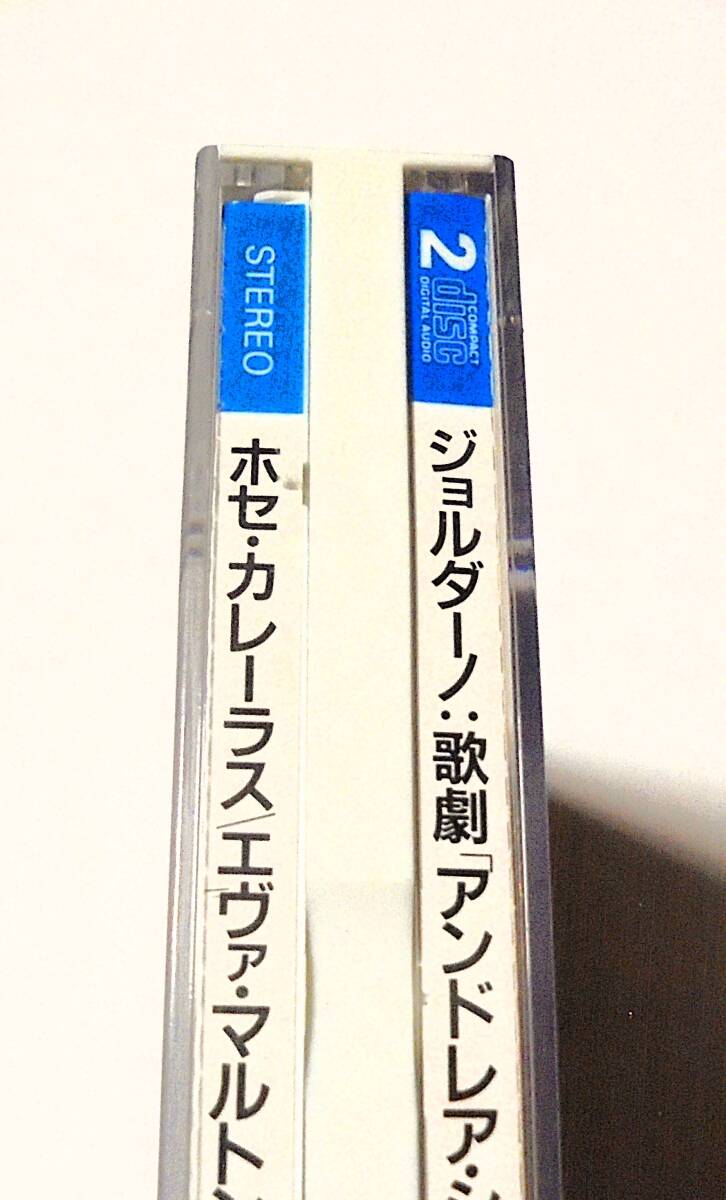 2 COMPACT disc DIGITAL AUDIO
ジョルダーノ:歌劇「アンドレア・シ
STEREO
ホセ・カレーラス/エヴァ・マルト